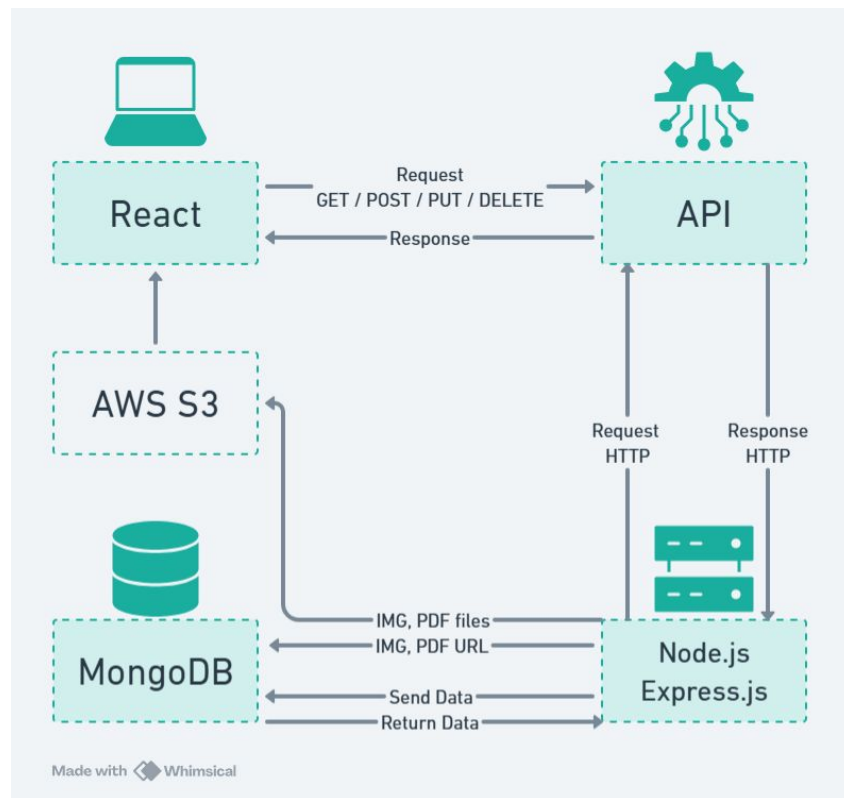 Request
GET / POST / PUT / DELETE
React
API
Response
AWS S3
Request
HTTP
Response
HTTP
IMG, PDF files
IMG, PDF URL
MongoDB
Node.js
Express.js
Send Data
Return Data
Made with Whimsical